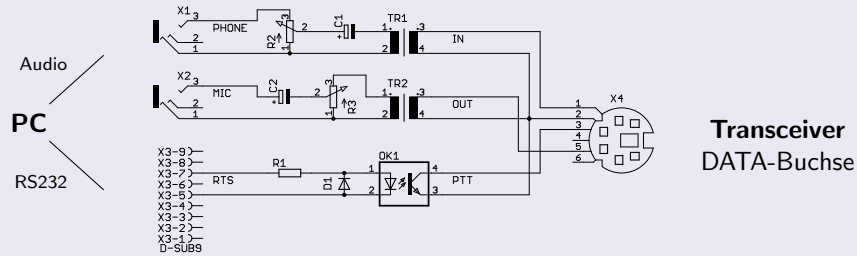 X1
3
PHONE
2
1
R2
3
2
1
C1
+
TR1
1
2
3
4
IN
Audio
X2
3
MIC
2
1
C2
+
2
3
1
R3
TR2
1
2
3
4
OUT
PC
X4
1
2
3
4
5
6
Transceiver
DATA-Buchse
RS232
X3-9
X3-8
X3-7
X3-6
X3-5
X3-4
X3-3
X3-2
X3-1
D-SUB9
RTS
R1
D1
OK1
1
2
4
3
PTT